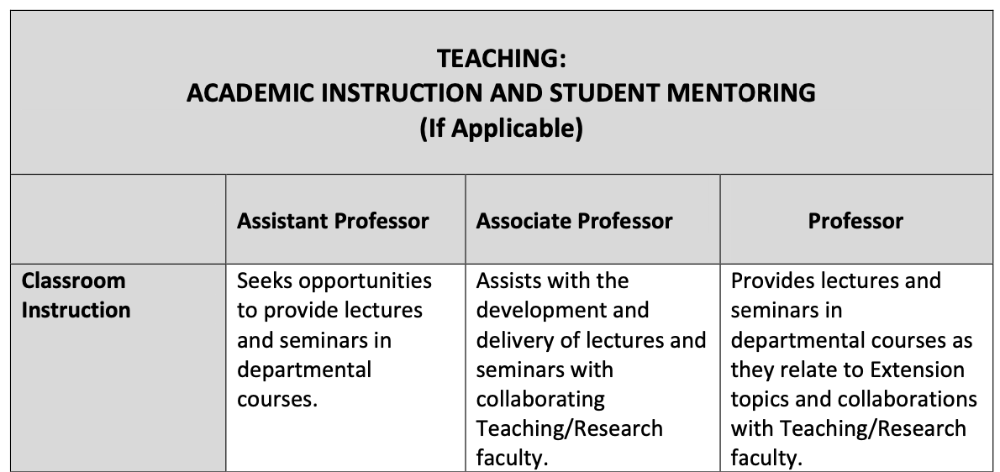 TEACHING:
ACADEMIC INSTRUCTION AND STUDENT MENTORING
(If Applicable)
Assistant Professor
Associate Professor
Professor
Classroom
Instruction
Seeks opportunities
to provide lectures
and seminars in
departmental
courses.
Assists with the
development and
delivery of lectures and
seminars with
collaborating
Teaching/Research
faculty.
Provides lectures and
seminars in
departmental courses as
they relate to Extension
topics and collaborations
with Teaching/Research
faculty.